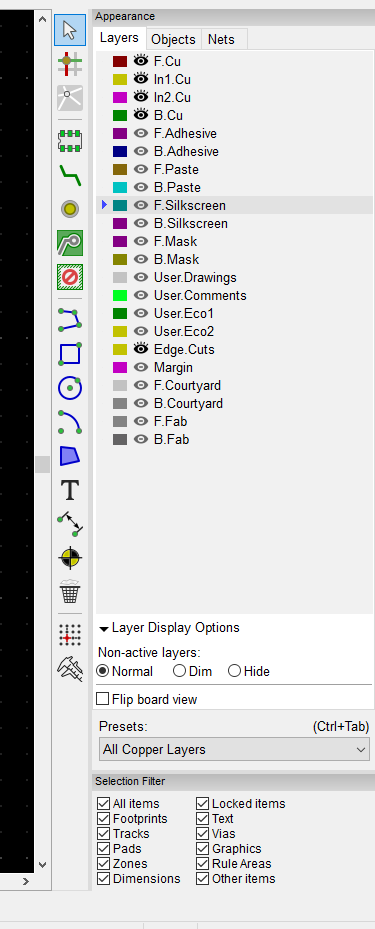 Appearance
Layers Objects Nets
F.Cu
In1.Cu
In2.Cu
B.Cu
F.Adhesive
B.Adhesive
F.Paste
B.Paste
F.Silkscreen
B.Silkscreen
F.Mask
B.Mask
User.Drawings
User.Comments
User.Eco1
User.Eco2
Edge.Cuts
Margin
F.Courtyard
B.Courtyard
F.Fab
B.Fab
T
Layer Display Options
Non-active layers:
Normal Dim Hide
Flip board view
Presets: (Ctrl+Tab)
All Copper Layers
Selection Filter
All items Locked items
Footprints Text
Tracks Vias
Pads Graphics
Zones Rule Areas
Dimensions Other items